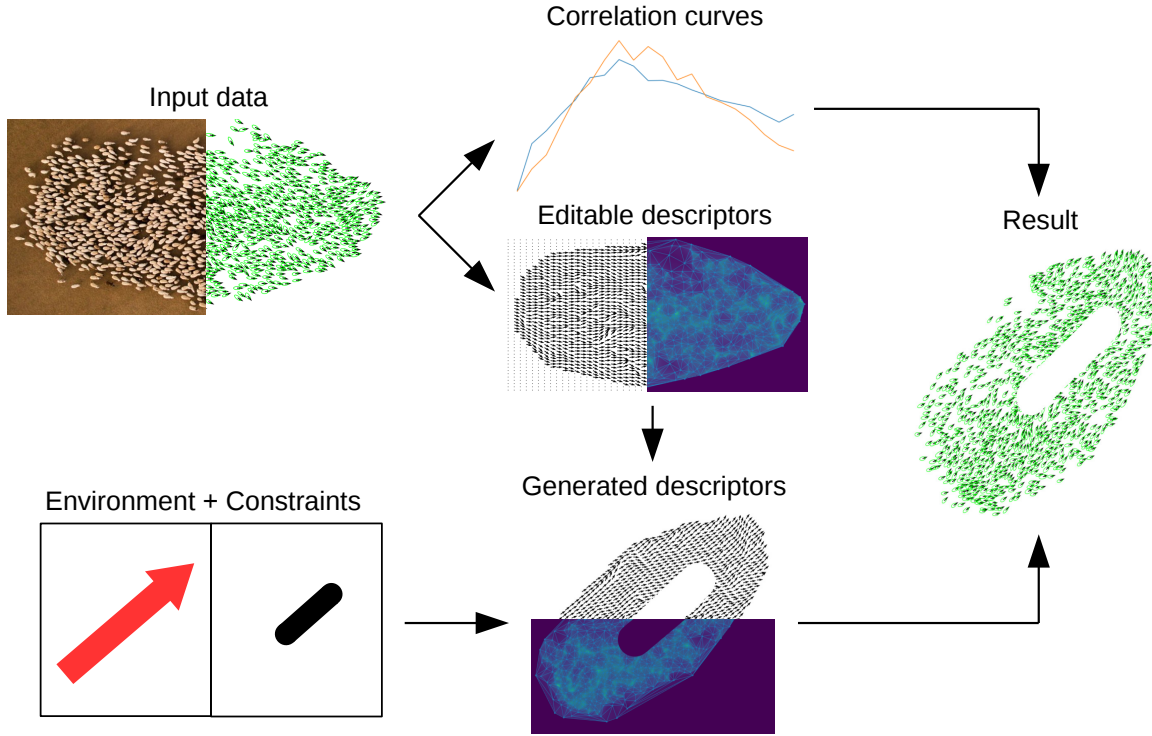 Correlation curves
Input data
Editable descriptors
Result
Generated descriptors
Environment + Constraints